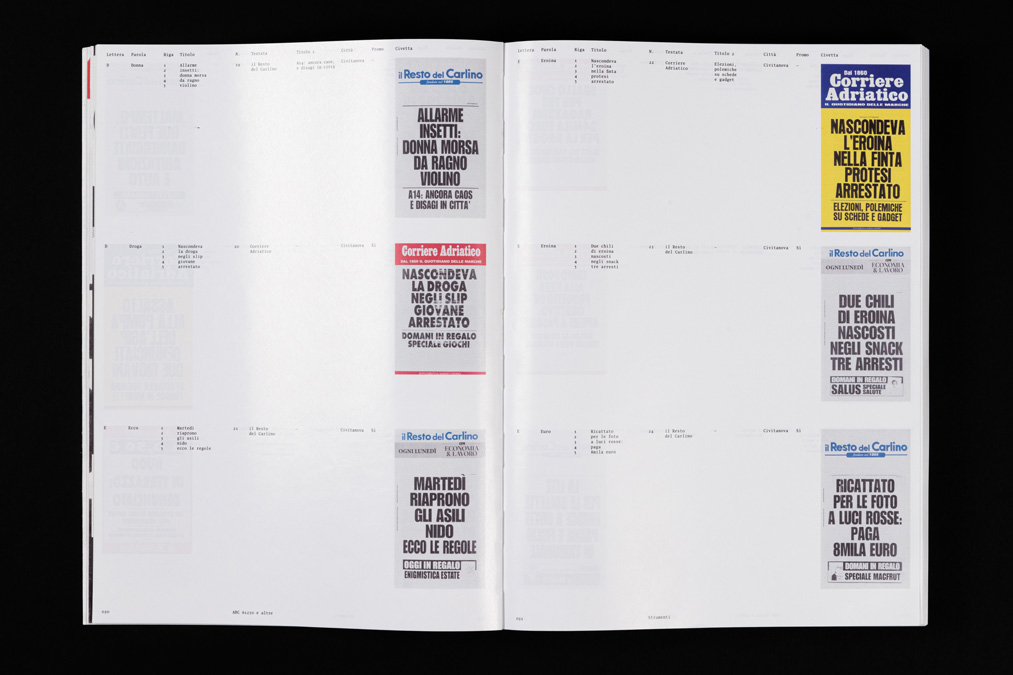 Lettera Parola Riga Titolo N. Testata Titolo 2 Città Promo Civetta
D Donna
1 Allarme
2 insetti:
3 donna morsa
4 da ragno
5 violino
19 il Resto
del Carlino
A14: ancora caos
e disagi in città
Civitanova -
il Resto del Carlino
fondato nel 1885
ALLARME
INSETTI:
DONNA MORSA
DA RAGNO
VIOLINO
A14: ANCORA CAOS
E DISAGI IN CITTA'
D Droga
1 Nascondeva
2 la droga
3 negli slip
4 giovane
5 arrestato
20 Corriere
Adriatico
-
Civitanova Sì
Corriere Adriatico
DAL 1860 IL QUOTIDIANO DELLE MARCHE
NASCONDEVA
LA DROGA
NEGLI SLIP
GIOVANE
ARRESTATO
DOMANI IN REGALO
SPECIALE GIOCHI
E Ecco
1 Martedì
2 riaprono
3 gli asili
4 nido
5 ecco le regole
21 il Resto
del Carlino
-
Civitanova Sì
il Resto del Carlino
OGNI LUNEDÌ con ECONOMIA
& LAVORO
MARTEDÌ
RIAPRONO
GLI ASILI
NIDO
ECCO LE REGOLE
OGGI IN REGALO
ENIGMISTICA ESTATE
ABC Avant e altre
Lettera Parola Riga Titolo N. Testata Titolo 2 Città Promo Civetta
E Eroina
1 Nascondeva
2 l'eroina
3 nella finta
4 protesi
5 arrestato
22 Corriere
Adriatico
Elezioni,
polemiche
su schede
e gadget
Civitanova -
Dal 1860
Corriere
Adriatico
IL QUOTIDIANO DELLE MARCHE
NASCONDEVA
L'EROINA
NELLA FINTA
PROTESI
ARRESTATO
ELEZIONI, POLEMICHE
SU SCHEDE E GADGET
E Eroina
1 Due chili
2 di eroina
3 nascosti
4 negli snack
5 tre arresti
23 il Resto
del Carlino
-
Civitanova Sì
il Resto del Carlino
OGNI LUNEDÌ con ECONOMIA
& LAVORO
DUE CHILI
DI EROINA
NASCOSTI
NEGLI SNACK
TRE ARRESTI
DOMANI IN REGALO
SALUS SPECIALE
SALUTE
E Euro
1 Ricattato
2 per le foto
3 a luci rosse
4 paga
5 8mila euro
24 il Resto
del Carlino
-
Civitanova Sì
il Resto del Carlino
fondato nel 1885
RICATTATO
PER LE FOTO
A LUCI ROSSE:
PAGA
8MILA EURO
DOMANI IN REGALO
SPECIALE MACFRUT
Strumenti